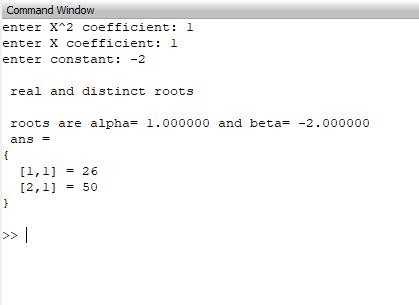 Command Window
enter X^2 coefficient: 1
enter X coefficient: 1
enter constant: -2
real and distinct roots
roots are alpha= 1.000000 and beta= -2.000000
ans =
{
[1,1] = 26
[2,1] = 50
}
>>